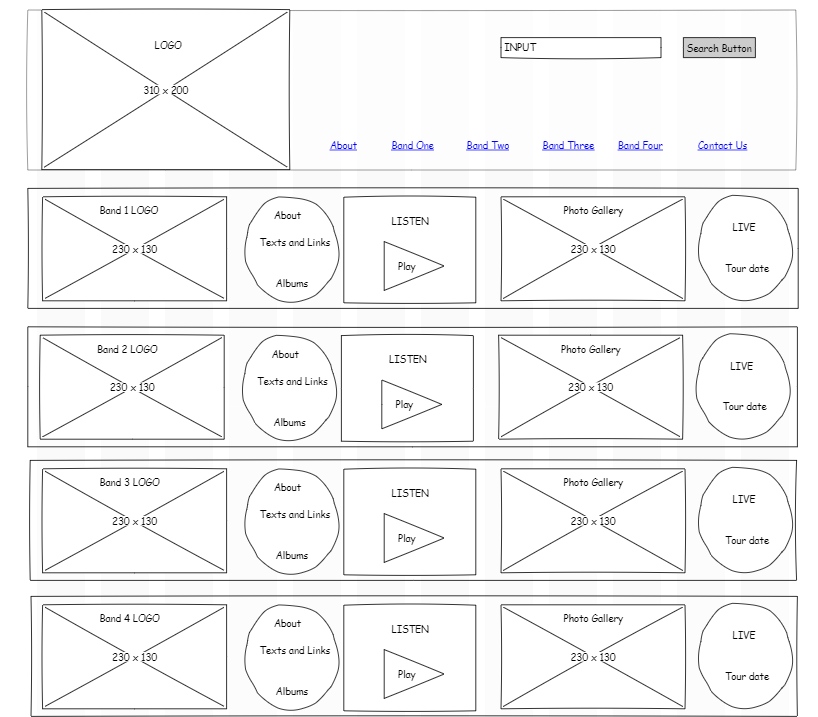 LOGO
310 x 200
INPUT
Search Button
About Band One Band Two Band Three Band Four Contact Us
Band 1 LOGO
230 x 130
About
Texts and Links
Albums
LISTEN
Play
Photo Gallery
230 x 130
LIVE
Tour date
Band 2 LOGO
230 x 130
About
Texts and Links
Albums
LISTEN
Play
Photo Gallery
230 x 130
LIVE
Tour date
Band 3 LOGO
230 x 130
About
Texts and Links
Albums
LISTEN
Play
Photo Gallery
230 x 130
LIVE
Tour date
Band 4 LOGO
230 x 130
About
Texts and Links
Albums
LISTEN
Play
Photo Gallery
230 x 130
LIVE
Tour date